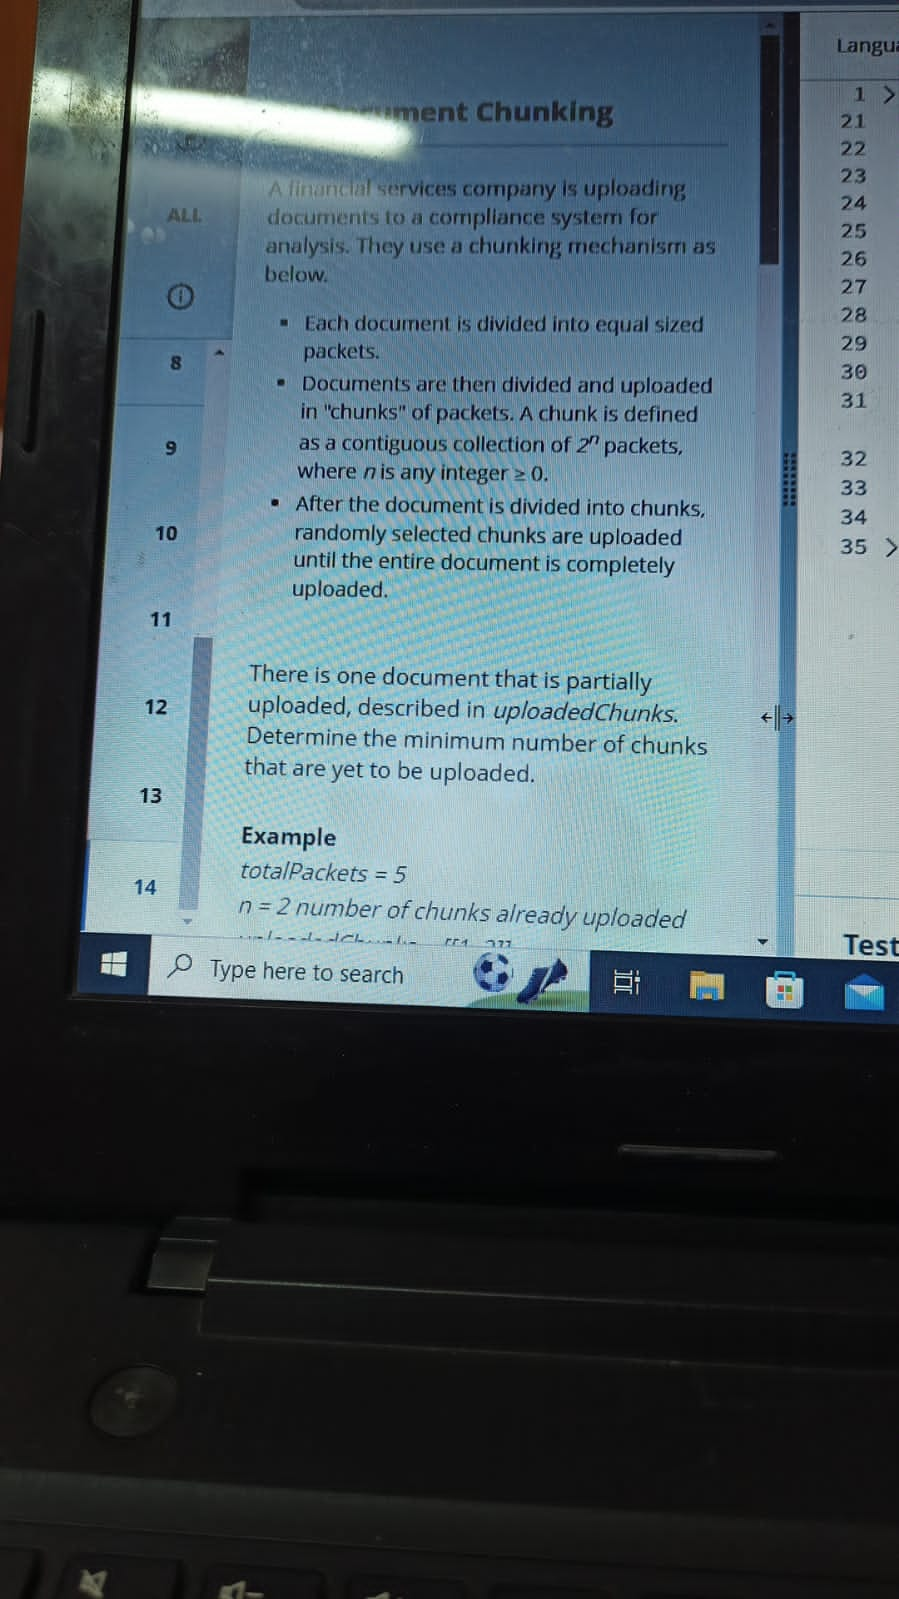 ment Chunking
A financial services company is uploading
documents to a compliance system for
analysis. They use a chunking mechanism as
below.
▪ Each document is divided into equal sized
packets.
▪ Documents are then divided and uploaded
in "chunks" of packets. A chunk is defined
as a contiguous collection of 2ⁿ packets,
where n is any integer ≥ 0.
▪ After the document is divided into chunks,
randomly selected chunks are uploaded
until the entire document is completely
uploaded.
There is one document that is partially
uploaded, described in uploadedChunks.
Determine the minimum number of chunks
that are yet to be uploaded.
Example
totalPackets = 5
n = 2 number of chunks already uploaded
ALL
8
9
10
11
12
13
14
Langua
1
21
22
23
24
25
26
27
28
29
30
31
32
33
34
35
Test
Type here to search